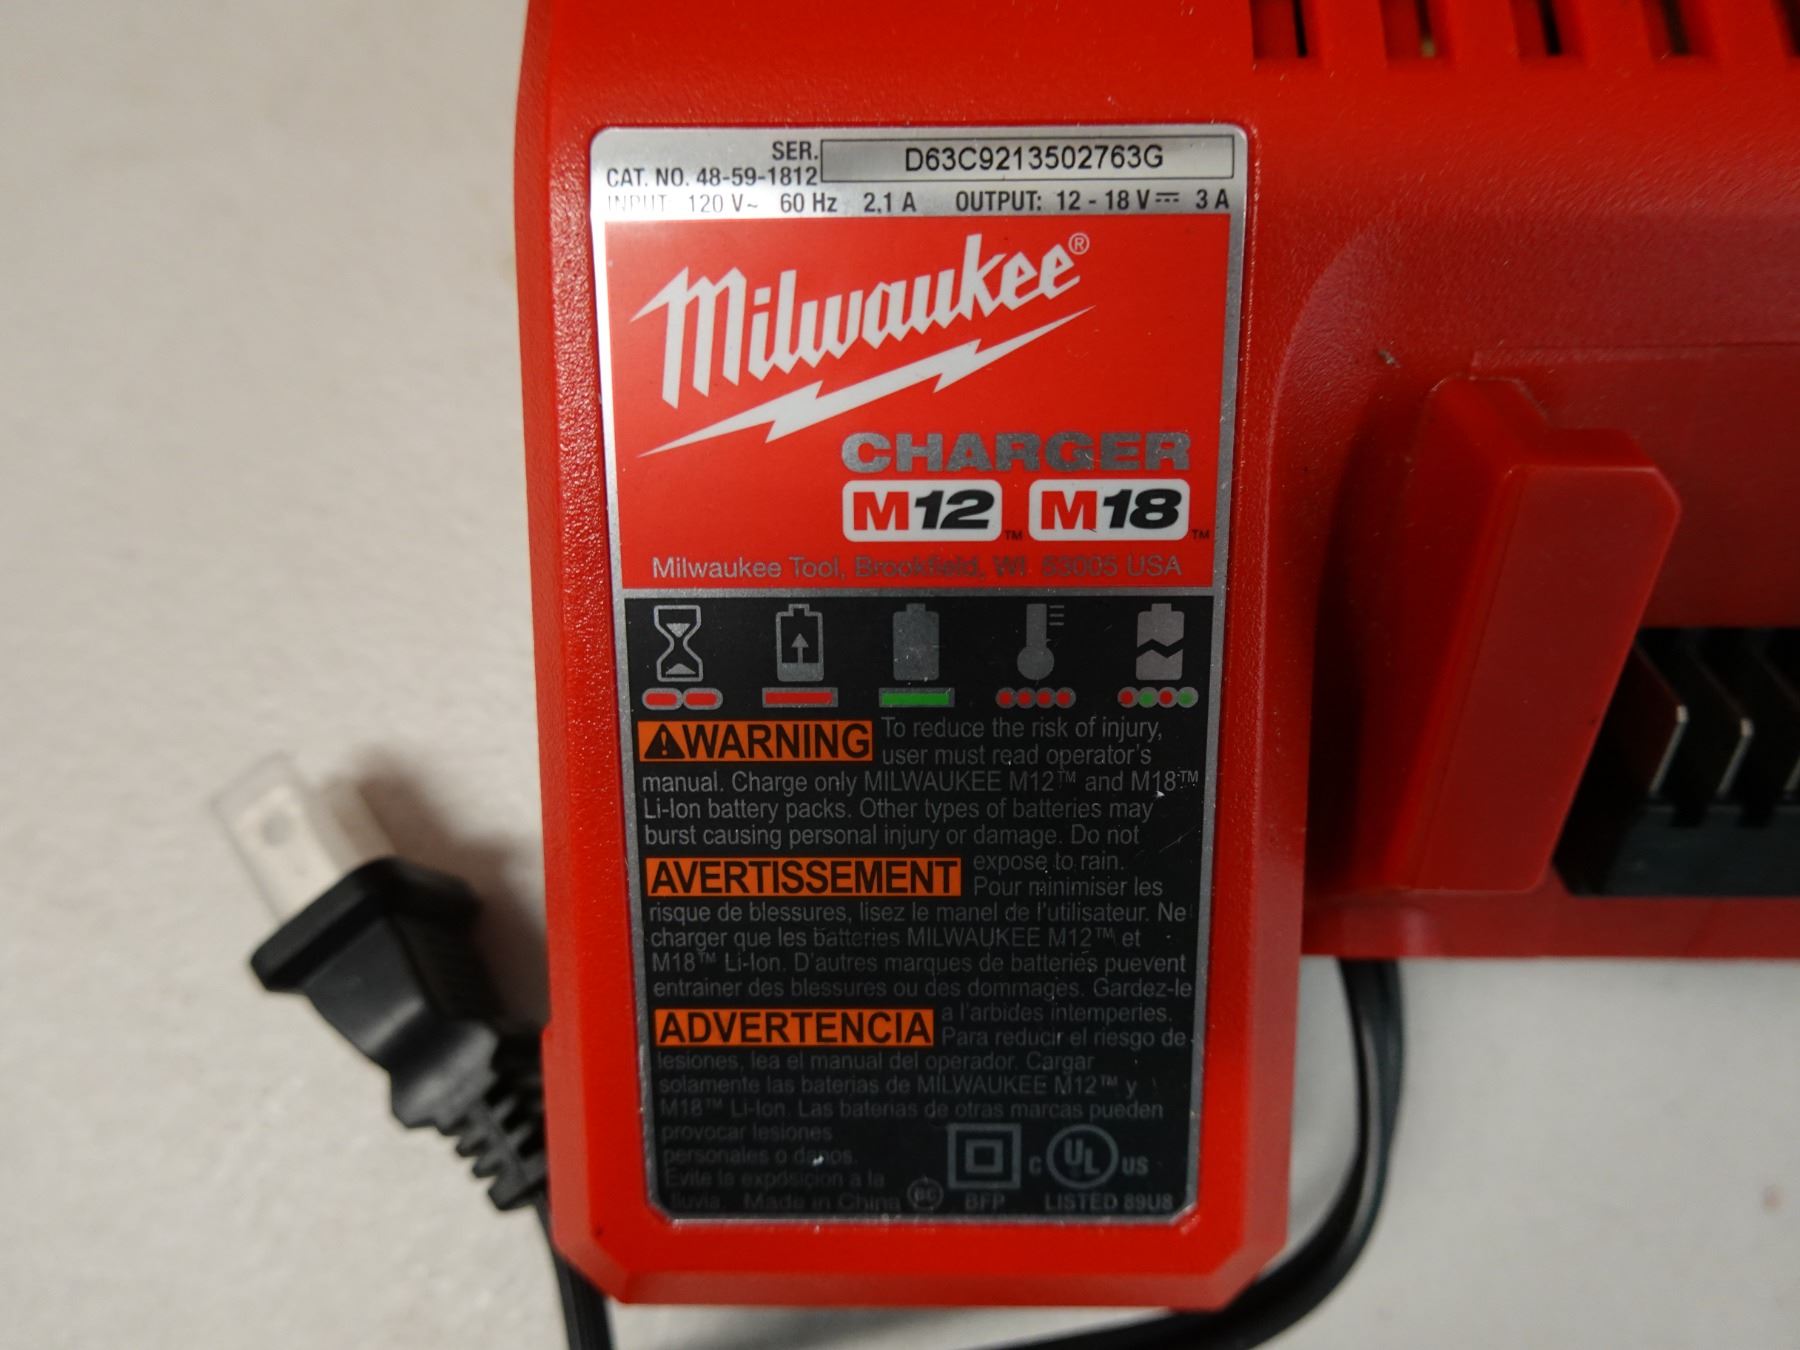 SER. D63C9213502763G
CAT. NO. 48-59-1812
INPUT 120 V~ 60 Hz 2,1 A OUTPUT: 12 - 18 V⎓ 3 A
Milwaukee®
CHARGER
M12™ M18™
Milwaukee Tool, Brookfield, WI 53005 USA
⚠WARNING To reduce the risk of injury,
user must read operator's
manual. Charge only MILWAUKEE M12™ and M18™
Li-Ion battery packs. Other types of batteries may
burst causing personal injury or damage. Do not
expose to rain.
AVERTISSEMENT Pour minimiser les
risque de blessures, lisez le manel de l'utilisateur. Ne
charger que les batteries MILWAUKEE M12™ et
M18™ Li-Ion. D'autres marques de batteries puevent
entrainer des blessures ou des dommages. Gardez-le
a l'arbides intemperies.
ADVERTENCIA Para reducir el riesgo de
lesiones, lea el manual del operador. Cargar
solamente las baterias de MILWAUKEE M12™ y
M18™ Li-Ion. Las baterias de otras marcas pueden
provocar lesiones
personales o danos.
Evite la exposicion a la
lluvia. Made in China BC BFP
C UL US
LISTED 89U8